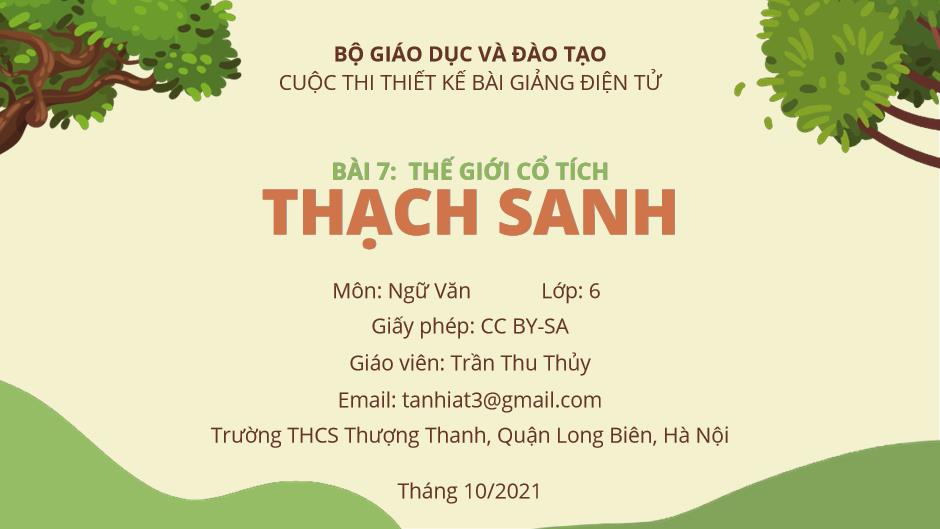 BỘ GIÁO DỤC VÀ ĐÀO TẠO
CUỘC THI THIẾT KẾ BÀI GIẢNG ĐIỆN TỬ
BÀI 7: THẾ GIỚI CỔ TÍCH
THẠCH SANH
Môn: Ngữ Văn Lớp: 6
Giấy phép: CC BY-SA
Giáo viên: Trần Thu Thủy
Email: tanhiat3@gmail.com
Trường THCS Thượng Thanh, Quận Long Biên, Hà Nội
Tháng 10/2021